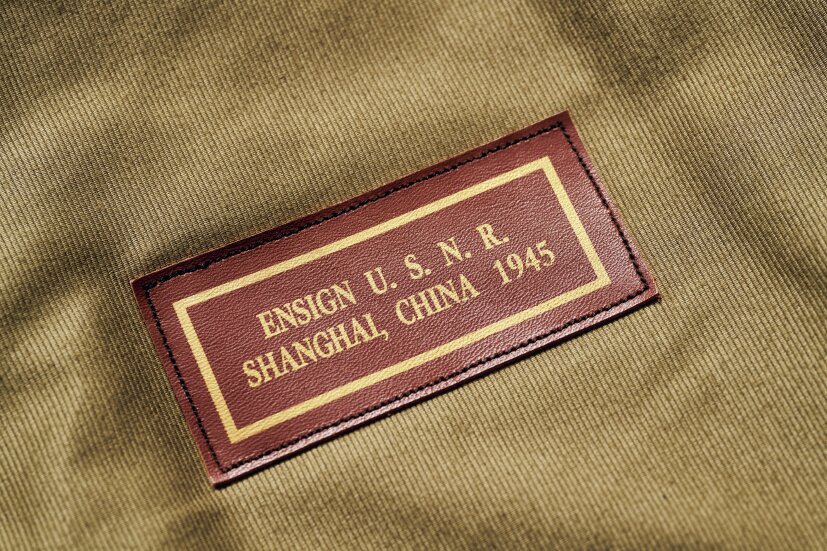 ENSIGN U. S. N. R.
SHANGHAI, CHINA 1945